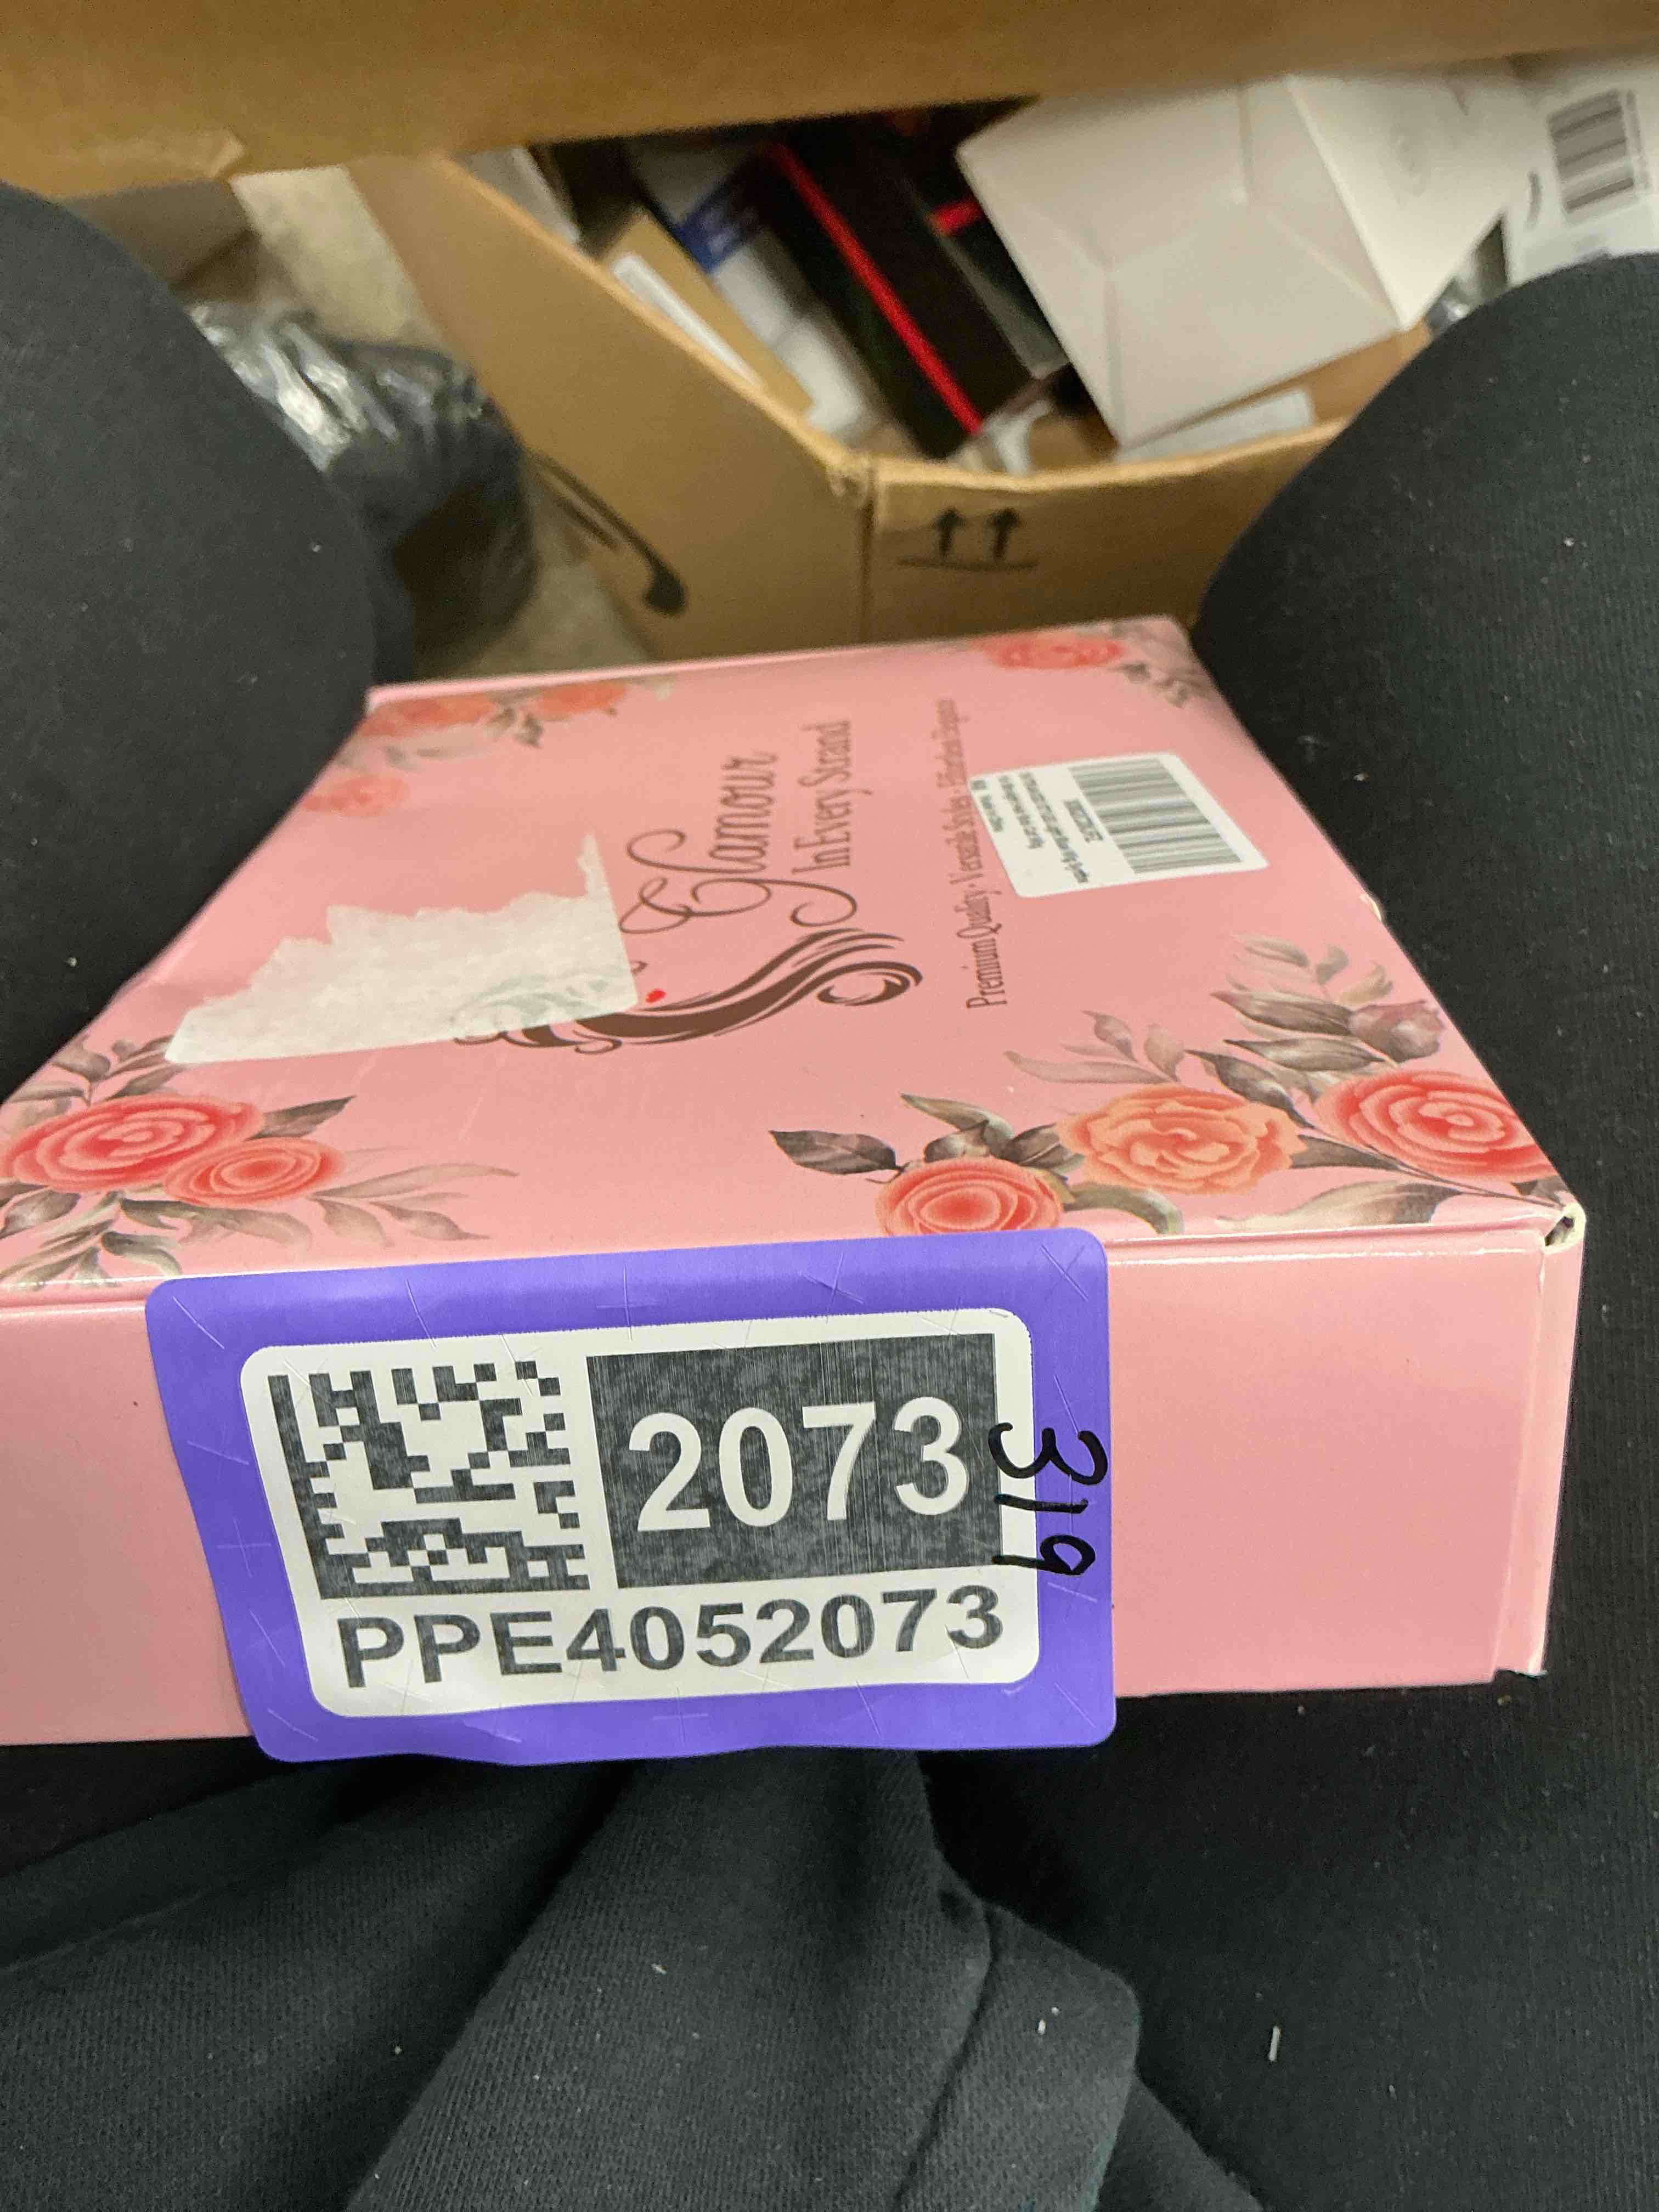 Glamour
In Every Strand
Premium Quality · Versatile Styles · Effortless Elegance
2073
319
PPE4052073